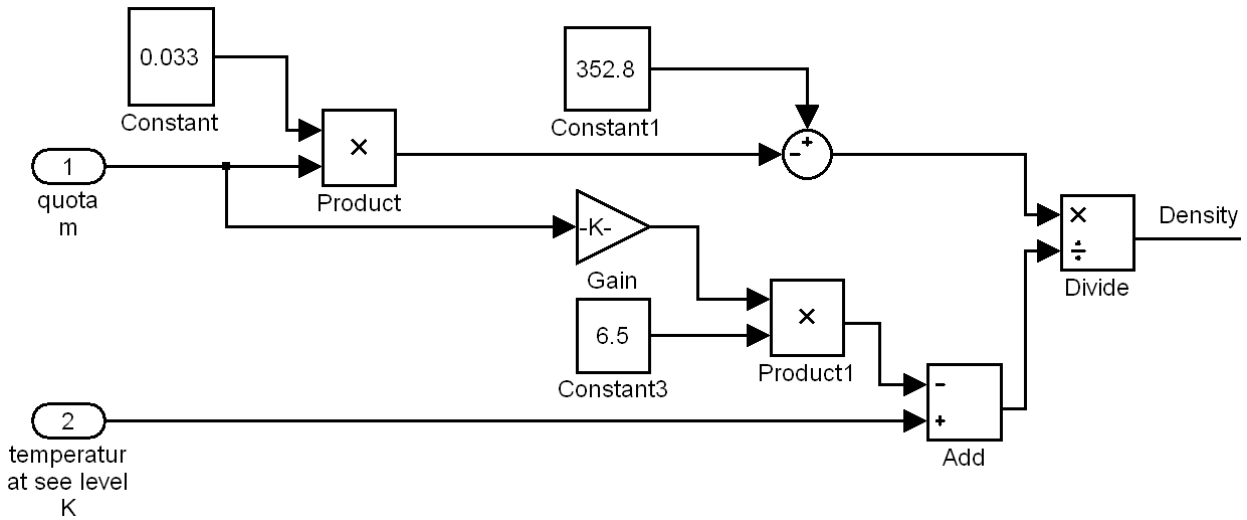 0.033
Constant
352.8
Constant1
1
quota
m
×
Product
-
+
-K-
Gain
6.5
Constant3
×
Product1
×
÷
Divide
Density
-
+
Add
2
temperatur
at see level
K